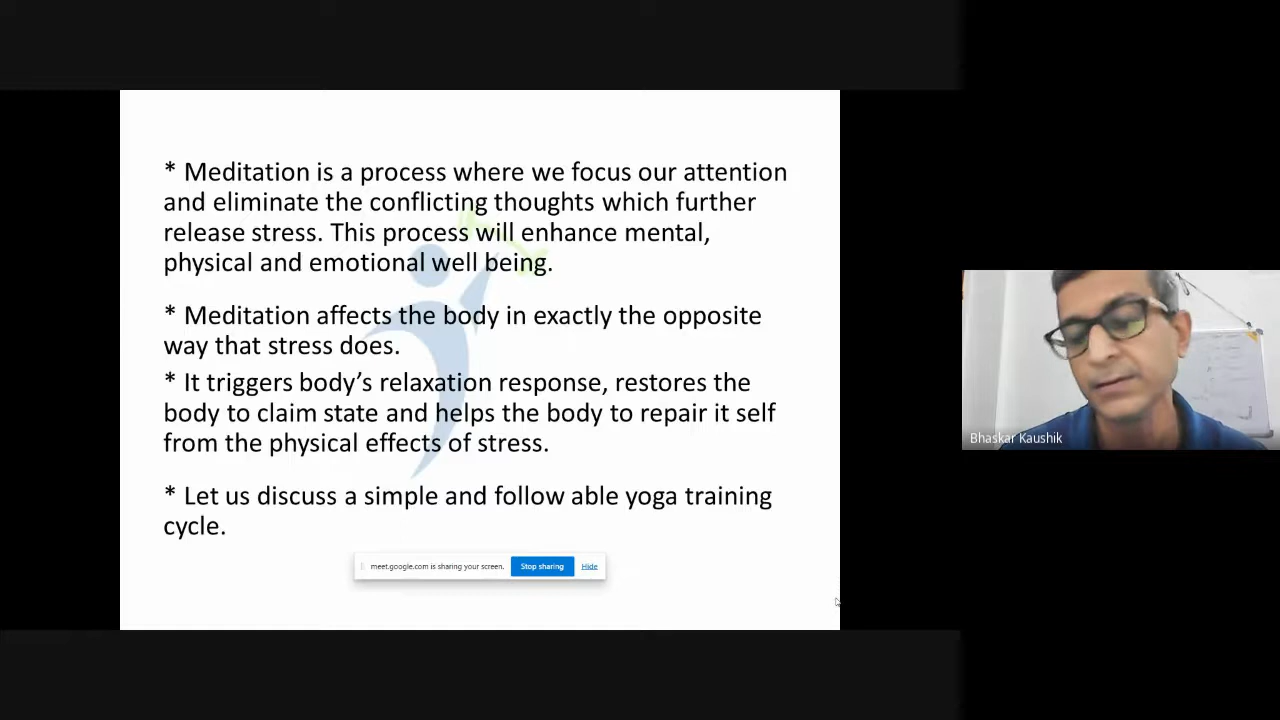 * Meditation is a process where we focus our attention
and eliminate the conflicting thoughts which further
release stress. This process will enhance mental,
physical and emotional well being.
* Meditation affects the body in exactly the opposite
way that stress does.
* It triggers body’s relaxation response, restores the
body to claim state and helps the body to repair it self
from the physical effects of stress.
* Let us discuss a simple and follow able yoga training
cycle.
meet.google.com is sharing your screen. Stop sharing Hide
Bhaskar Kaushik